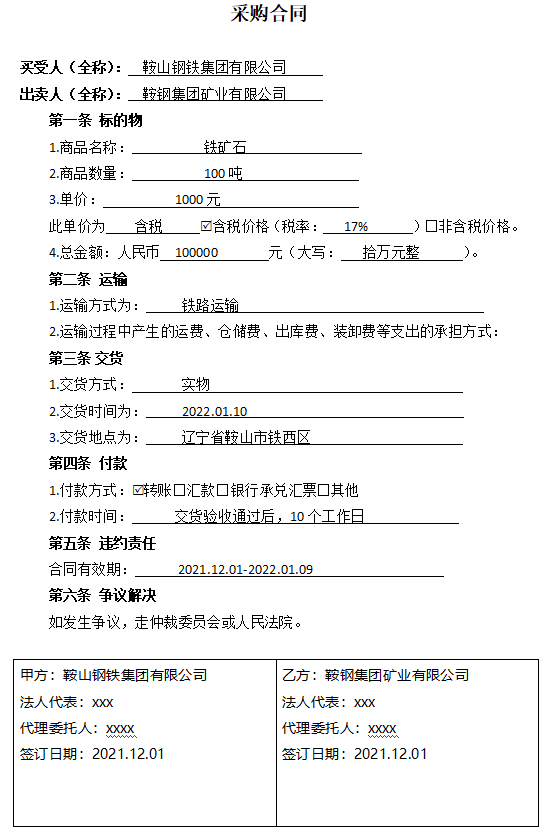 采购合同
买受人（全称）： 鞍山钢铁集团有限公司
出卖人（全称）： 鞍钢集团矿业有限公司
第一条 标的物
1.商品名称： 铁矿石
2.商品数量： 100 吨
3.单价： 1000 元
此单价为 含税 ☑含税价格（税率： 17% ）☐非含税价格。
4.总金额：人民币 100000 元（大写： 拾万元整 ）。
第二条 运输
1.运输方式为： 铁路运输
2.运输过程中产生的运费、仓储费、出库费、装卸费等支出的承担方式：
第三条 交货
1.交货方式： 实物
2.交货时间为： 2022.01.10
3.交货地点为： 辽宁省鞍山市铁西区
第四条 付款
1.付款方式：☑转账☐汇款☐银行承兑汇票☐其他
2.付款时间： 交货验收通过后，10 个工作日
第五条 违约责任
合同有效期： 2021.12.01-2022.01.09
第六条 争议解决
如发生争议，走仲裁委员会或人民法院。
甲方：鞍山钢铁集团有限公司
法人代表：xxx
代理委托人：xxxx
签订日期：2021.12.01
乙方：鞍钢集团矿业有限公司
法人代表：xxx
代理委托人：xxxx
签订日期：2021.12.01